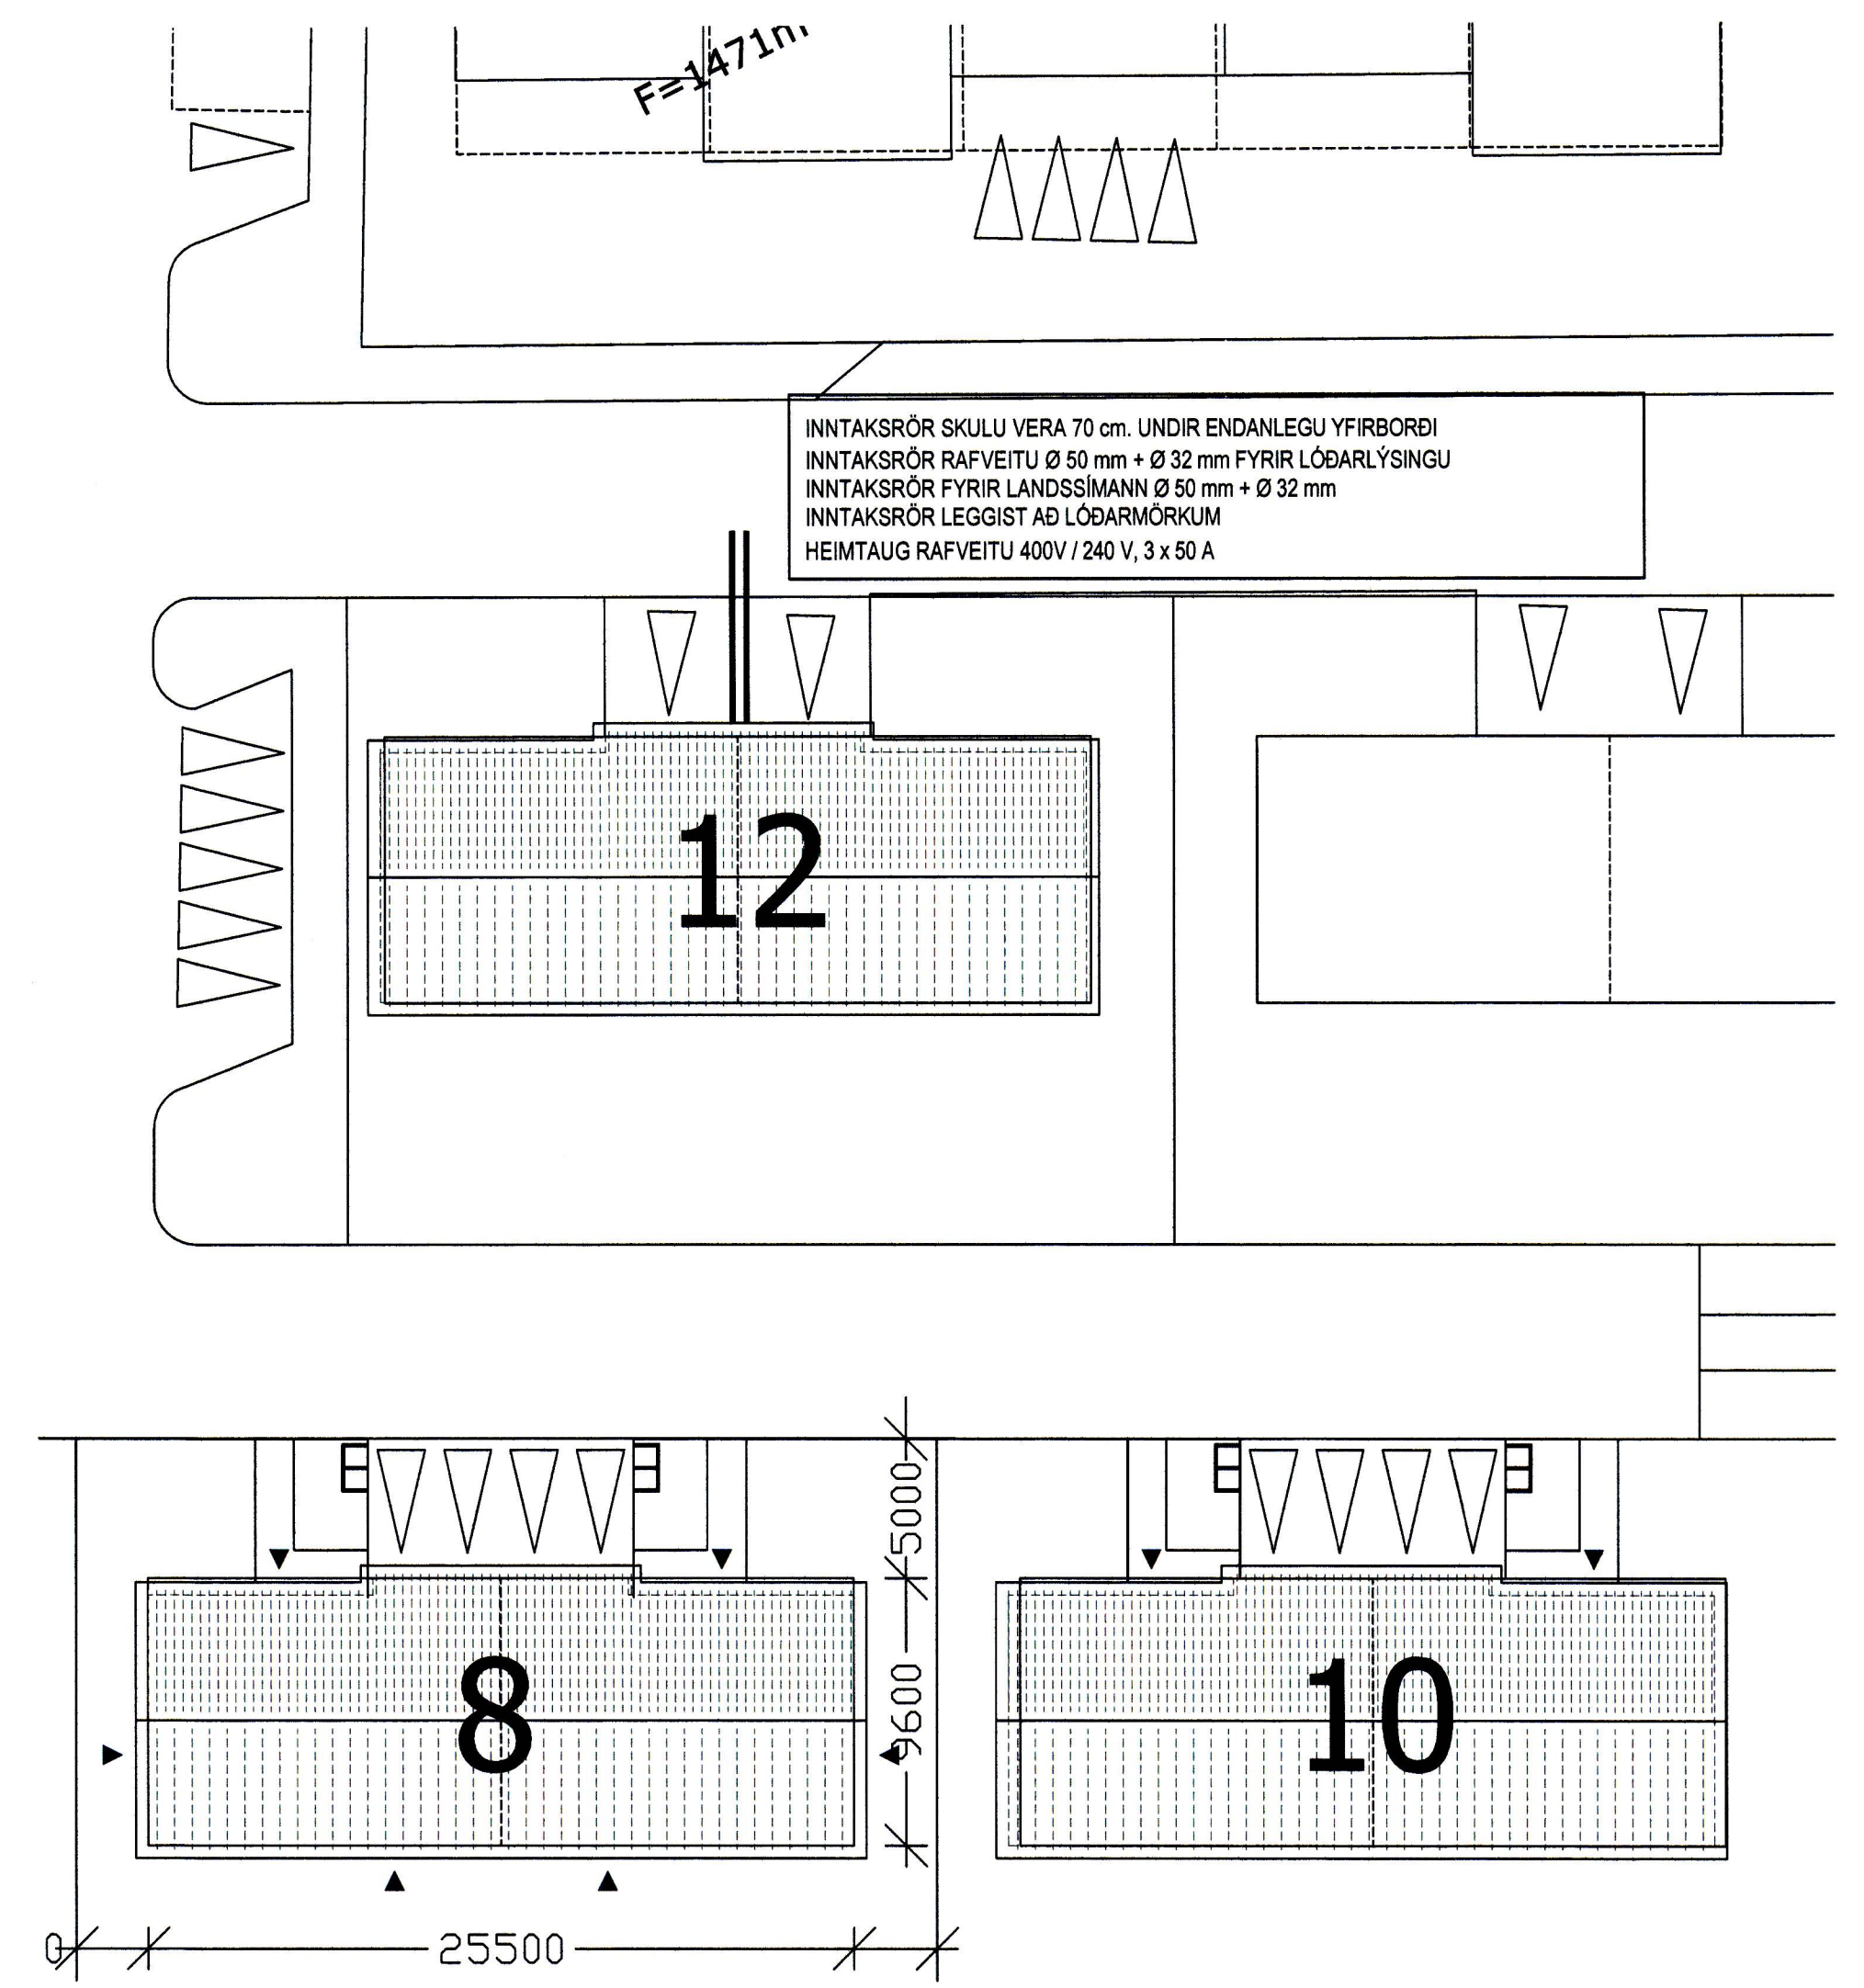 F=1471m
INNTAKSRÖR SKULU VERA 70 cm. UNDIR ENDANLEGU YFIRBORÐI
INNTAKSRÖR RAFVEITU Ø 50 mm + Ø 32 mm FYRIR LÓÐARLÝSINGU
INNTAKSRÖR FYRIR LANDSSÍMANN Ø 50 mm + Ø 32 mm
INNTAKSRÖR LEGGIST AÐ LÓÐARMÖRKUM
HEIMTAUG RAFVEITU 400V / 240 V, 3 x 50 A
12
5000
8
9600
10
0
25500